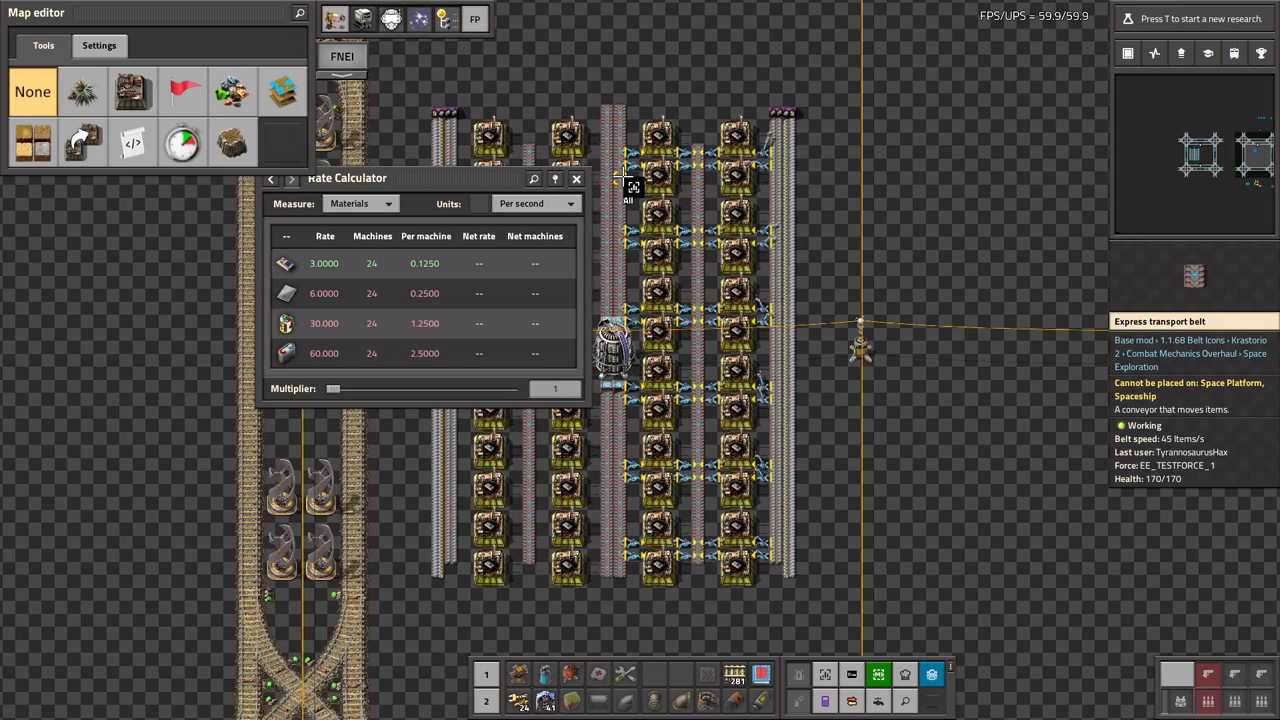 Map editor
Tools Settings
None
FP
FNEI
FPS/UPS = 59.9/59.9
Press T to start a new research.
Rate Calculator
Measure: Materials Units: Per second
-- Rate Machines Per machine Net rate Net machines
3.0000 24 0.1250 -- --
6.0000 24 0.2500 -- --
30.000 24 1.2500 -- --
60.000 24 2.5000 -- --
Multiplier: 1
All
Express transport belt
Base mod › 1.1.68 Belt Icons › Krastorio
2 › Combat Mechanics Overhaul › Space
Exploration
Cannot be placed on: Space Platform,
Spaceship
A conveyor that moves items.
Working
Belt speed: 45 Items/s
Last user: TyrannosaurusHax
Force: EE_TESTFORCE_1
Health: 170/170
1 281
2 24 41